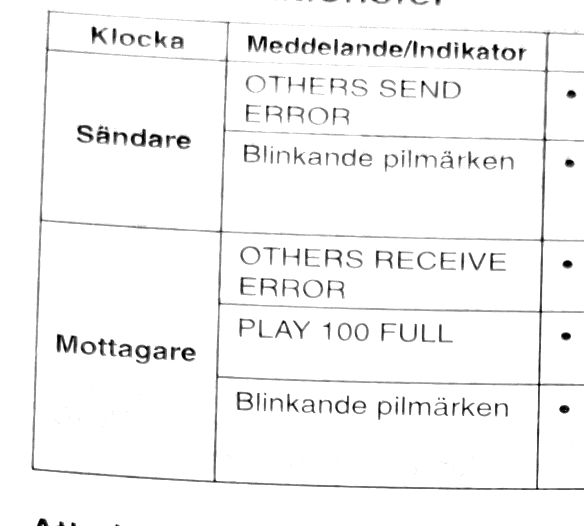 Klocka Meddelande/Indikator
Sändare
OTHERS SEND
ERROR
Blinkande pilmärken
Mottagare
OTHERS RECEIVE
ERROR
PLAY 100 FULL
Blinkande pilmärken